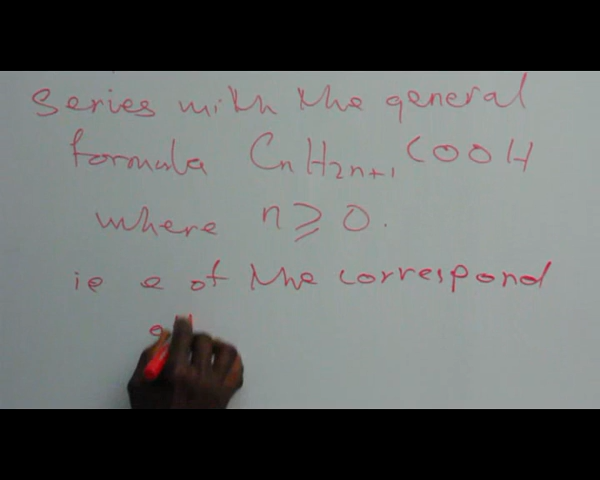 series with the general
formula CnH2n+1COOH
where n ≥ 0.
ie e of the correspond